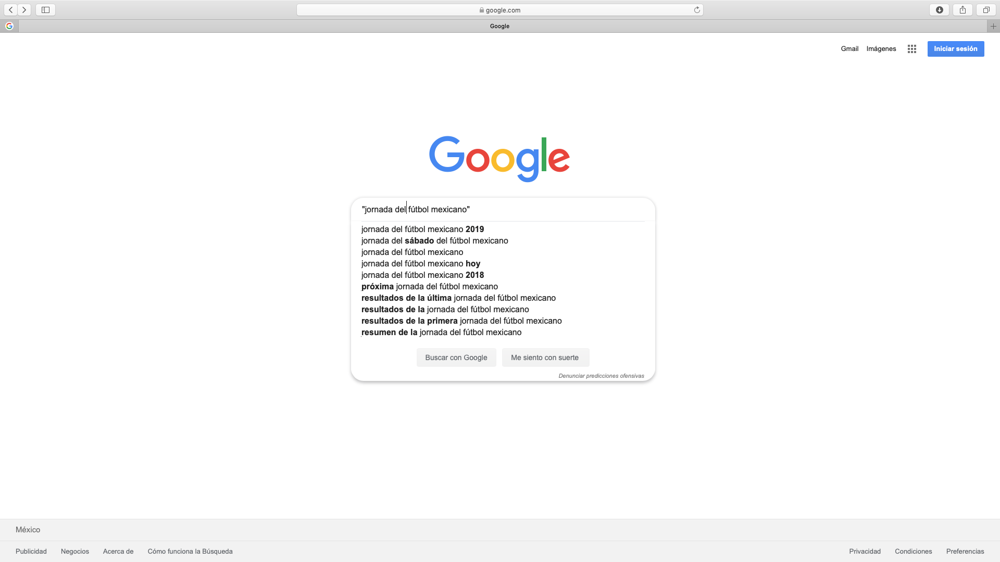 google.com
Google
Gmail Imágenes Iniciar sesión
Google
"jornada del fútbol mexicano"
jornada del fútbol mexicano 2019
jornada del sábado del fútbol mexicano
jornada del fútbol mexicano
jornada del fútbol mexicano hoy
jornada del fútbol mexicano 2018
próxima jornada del fútbol mexicano
resultados de la última jornada del fútbol mexicano
resultados de la jornada del fútbol mexicano
resultados de la primera jornada del fútbol mexicano
resumen de la jornada del fútbol mexicano
Buscar con Google Me siento con suerte
Denunciar predicciones ofensivas
México
Publicidad Negocios Acerca de Cómo funciona la Búsqueda Privacidad Condiciones Preferencias